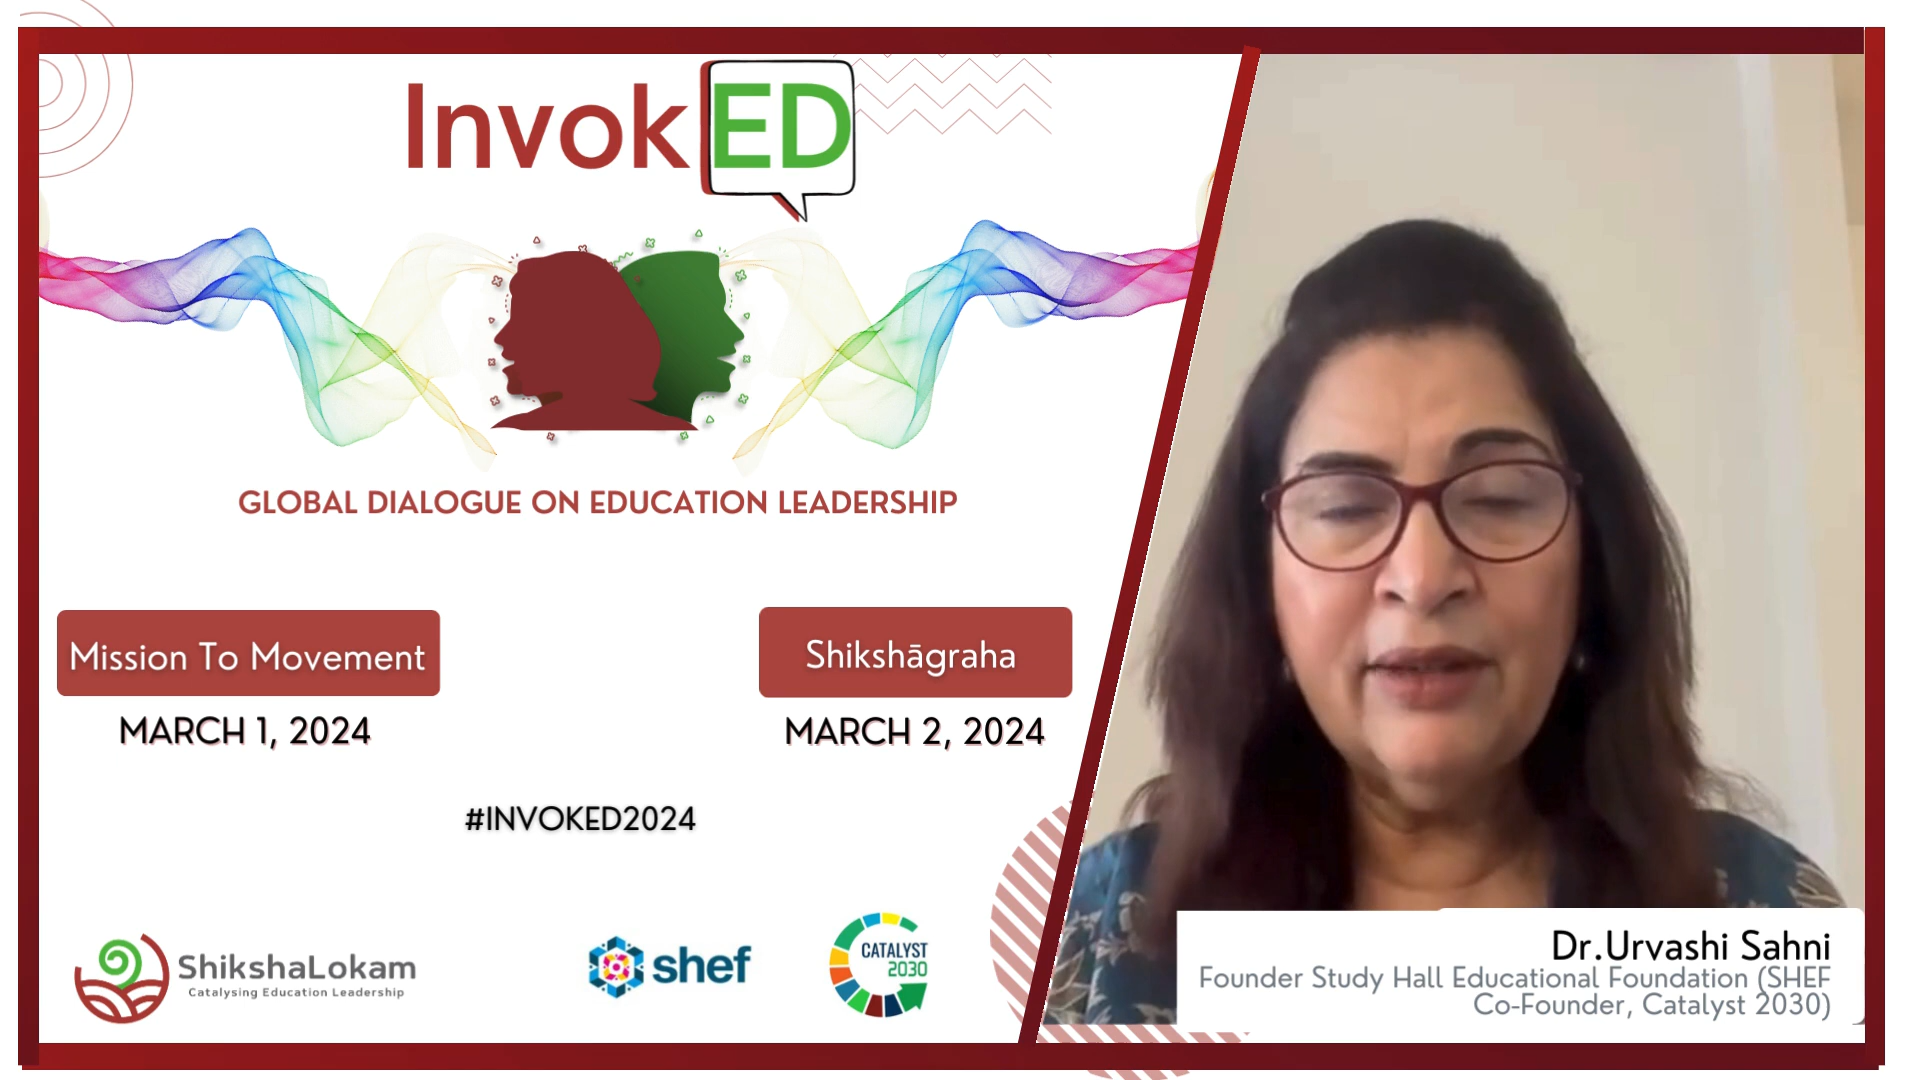 InvokED
GLOBAL DIALOGUE ON EDUCATION LEADERSHIP
Mission To Movement
MARCH 1, 2024
Shikshāgraha
MARCH 2, 2024
#INVOKED2024
ShikshaLokam
Catalysing Education Leadership
shef
CATALYST
2030
Dr.Urvashi Sahni
Founder Study Hall Educational Foundation (SHEF
Co-Founder, Catalyst 2030)